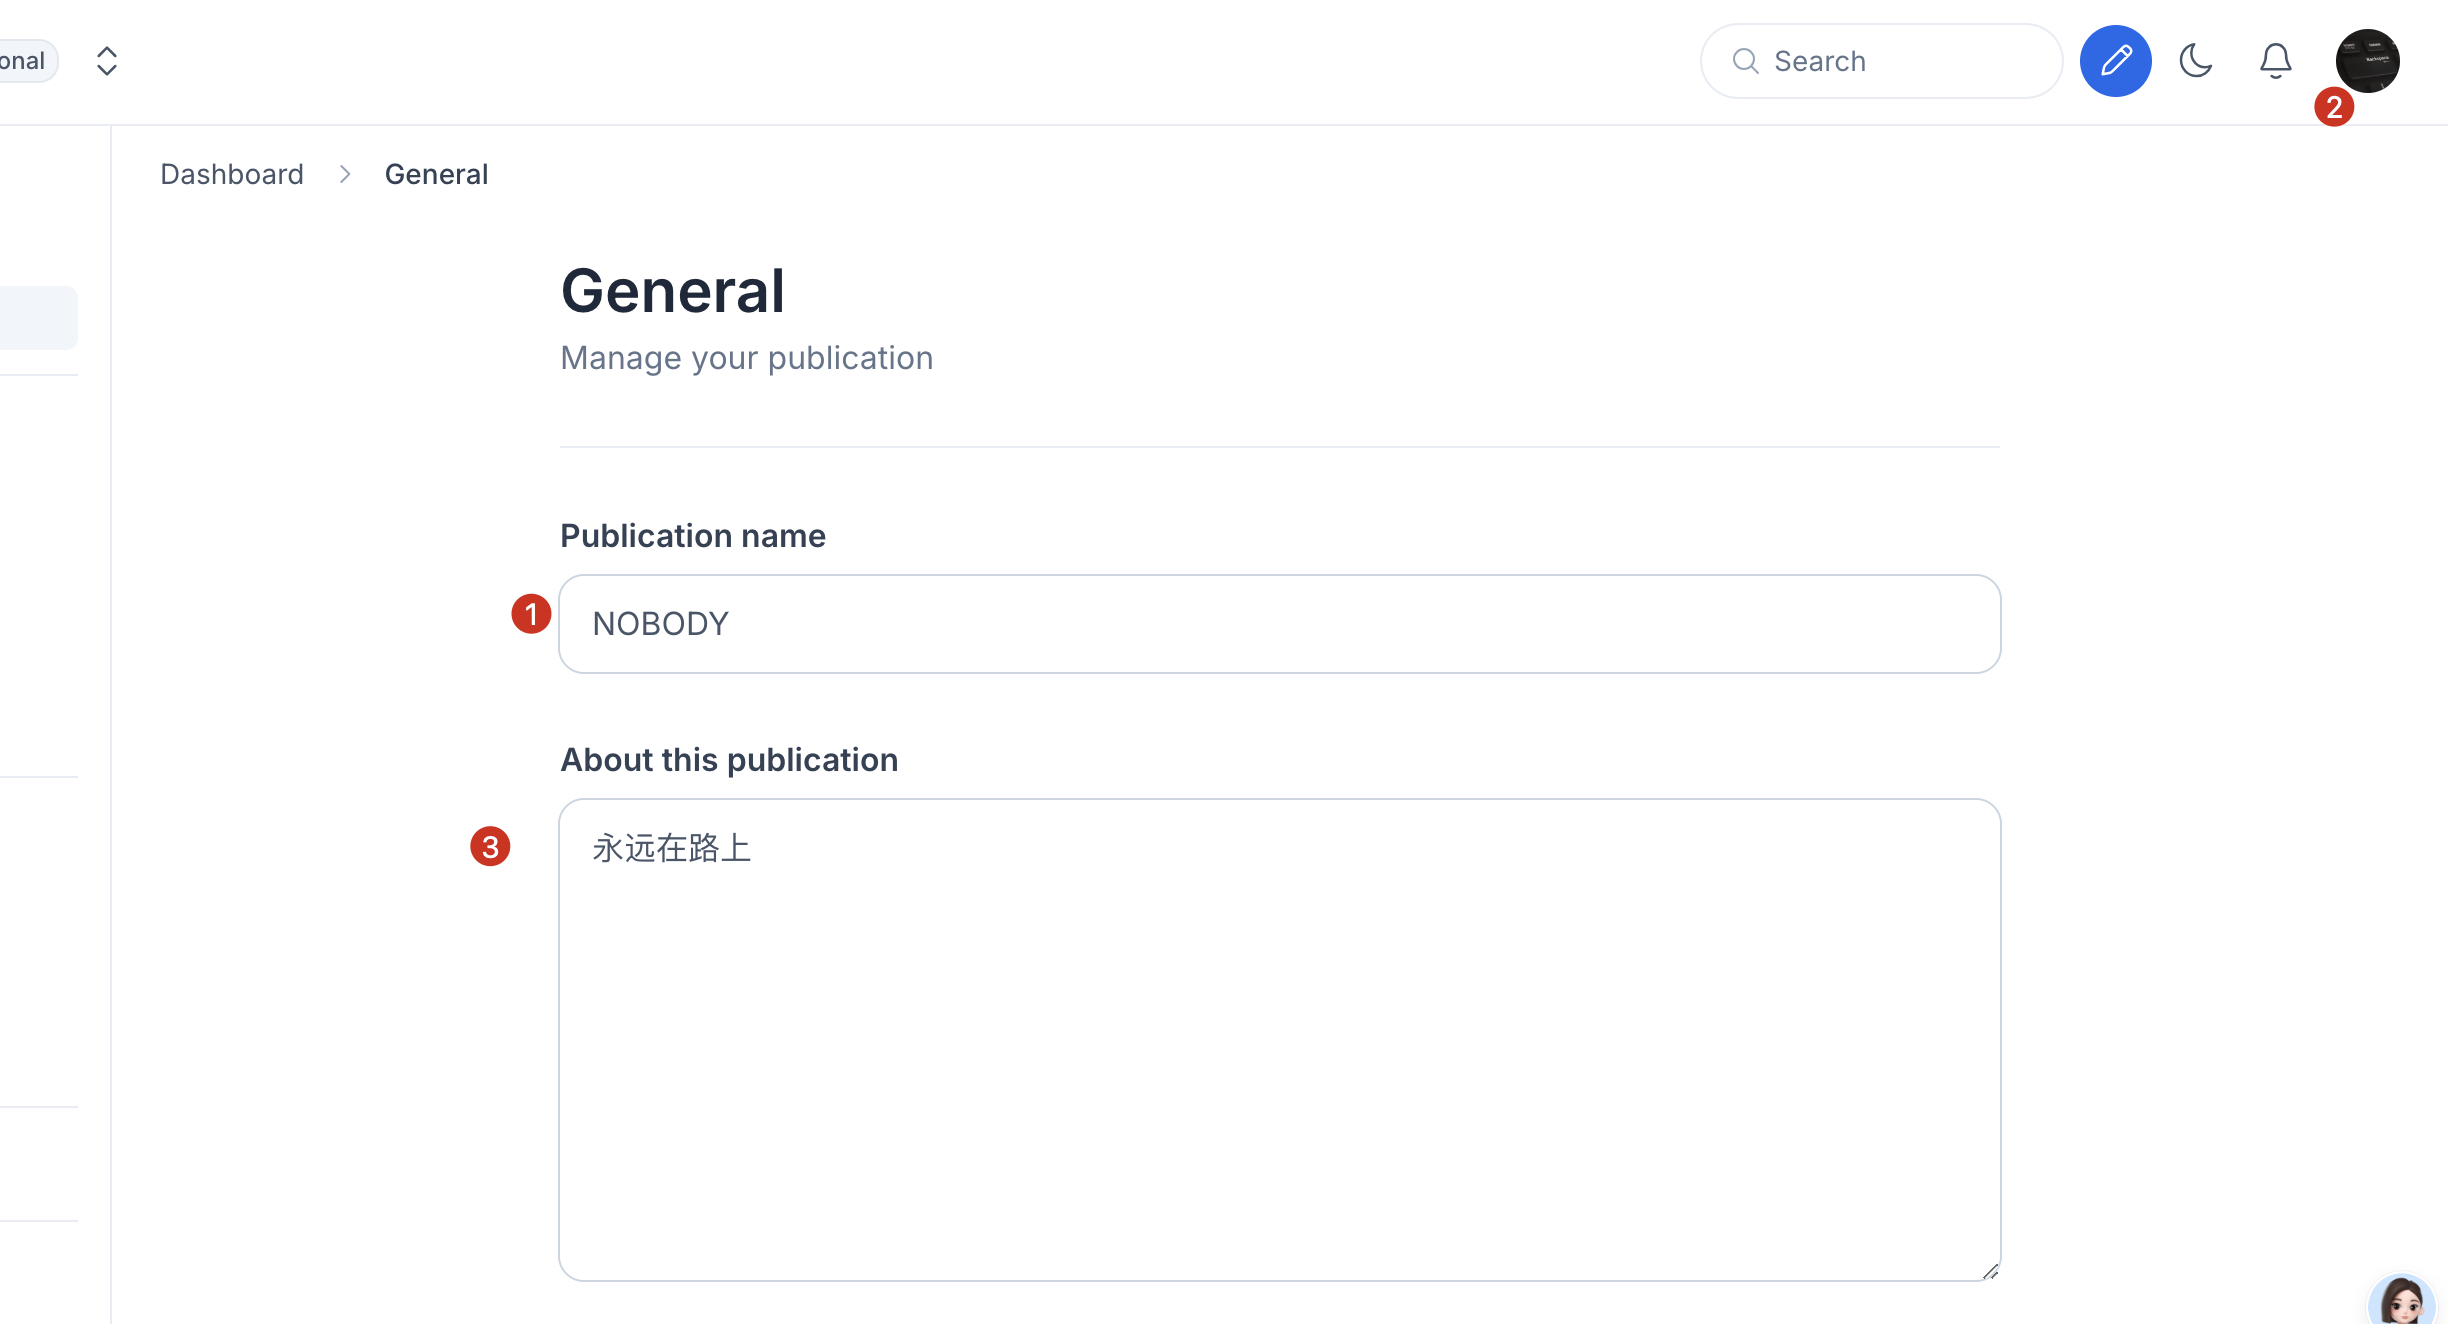 onal
Search
2
Dashboard > General
General
Manage your publication
Publication name
1
NOBODY
About this publication
3
永远在路上